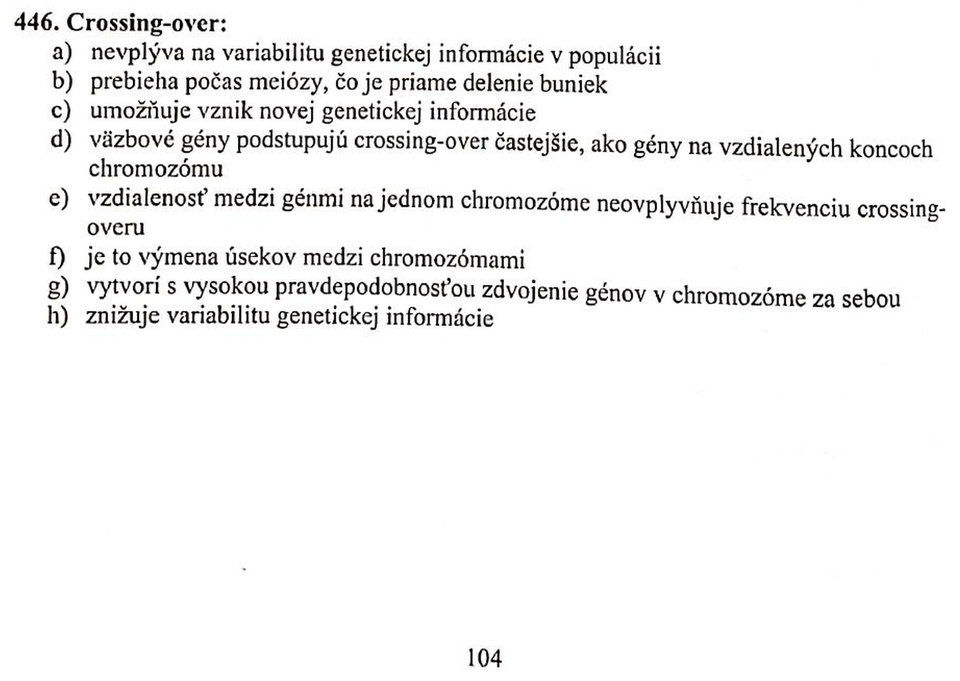 446. Crossing-over:
a) nevplýva na variabilitu genetickej informácie v populácii
b) prebieha počas meiózy, čo je priame delenie buniek
c) umožňuje vznik novej genetickej informácie
d) väzbové gény podstupujú crossing-over častejšie, ako gény na vzdialených koncoch
chromozómu
e) vzdialenosť medzi génmi na jednom chromozóme neovplyvňuje frekvenciu crossing-
overu
f) je to výmena úsekov medzi chromozómami
g) vytvorí s vysokou pravdepodobnosťou zdvojenie génov v chromozóme za sebou
h) znižuje variabilitu genetickej informácie
104